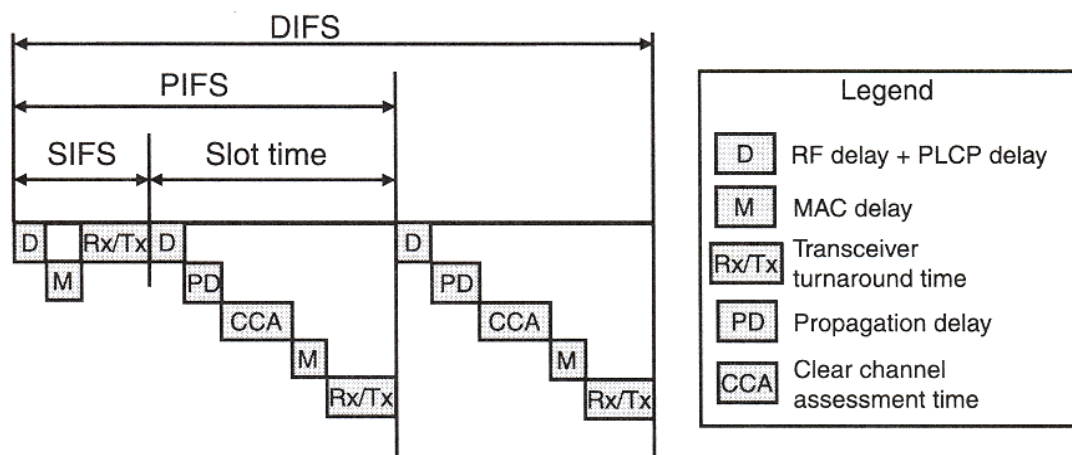 DIFS
PIFS
SIFS
Slot time
D
Rx/Tx
D
D
M
PD
PD
CCA
CCA
M
M
Rx/Tx
Rx/Tx
Legend
D
RF delay + PLCP delay
M
MAC delay
Rx/Tx
Transceiver
turnaround time
PD
Propagation delay
CCA
Clear channel
assessment time